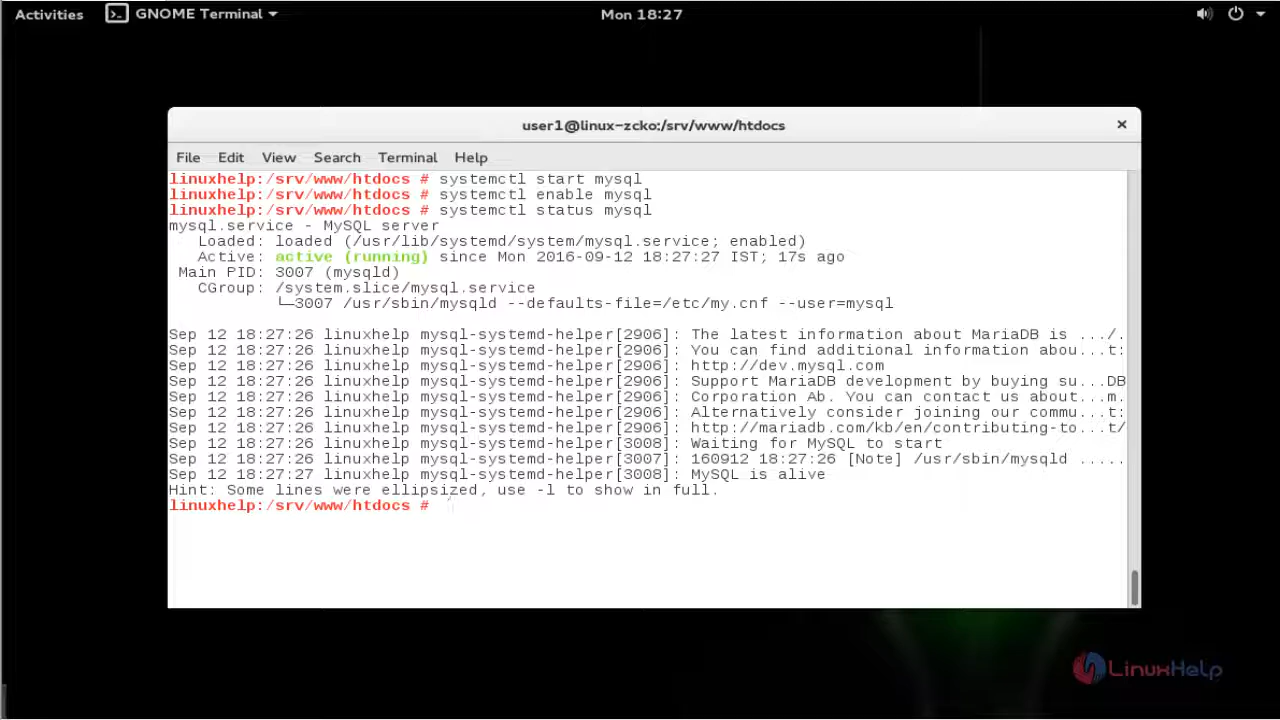 Activities GNOME Terminal Mon 18:27
user1@linux-zcko:/srv/www/htdocs
File Edit View Search Terminal Help
linuxhelp:/srv/www/htdocs # systemctl start mysql
linuxhelp:/srv/www/htdocs # systemctl enable mysql
linuxhelp:/srv/www/htdocs # systemctl status mysql
mysql.service - MySQL server
   Loaded: loaded (/usr/lib/systemd/system/mysql.service; enabled)
   Active: active (running) since Mon 2016-09-12 18:27:27 IST; 17s ago
 Main PID: 3007 (mysqld)
   CGroup: /system.slice/mysql.service
           └─3007 /usr/sbin/mysqld --defaults-file=/etc/my.cnf --user=mysql
Sep 12 18:27:26 linuxhelp mysql-systemd-helper[2906]: The latest information about MariaDB is .../.
Sep 12 18:27:26 linuxhelp mysql-systemd-helper[2906]: You can find additional information abou...t:
Sep 12 18:27:26 linuxhelp mysql-systemd-helper[2906]: http://dev.mysql.com
Sep 12 18:27:26 linuxhelp mysql-systemd-helper[2906]: Support MariaDB development by buying su...DB
Sep 12 18:27:26 linuxhelp mysql-systemd-helper[2906]: Corporation Ab. You can contact us about...m.
Sep 12 18:27:26 linuxhelp mysql-systemd-helper[2906]: Alternatively consider joining our commu...t:
Sep 12 18:27:26 linuxhelp mysql-systemd-helper[2906]: http://mariadb.com/kb/en/contributing-to...t/
Sep 12 18:27:26 linuxhelp mysql-systemd-helper[3008]: Waiting for MySQL to start
Sep 12 18:27:26 linuxhelp mysql-systemd-helper[3007]: 160912 18:27:26 [Note] /usr/sbin/mysqld .....
Sep 12 18:27:27 linuxhelp mysql-systemd-helper[3008]: MySQL is alive
Hint: Some lines were ellipsized, use -l to show in full.
linuxhelp:/srv/www/htdocs #
LinuxHelp